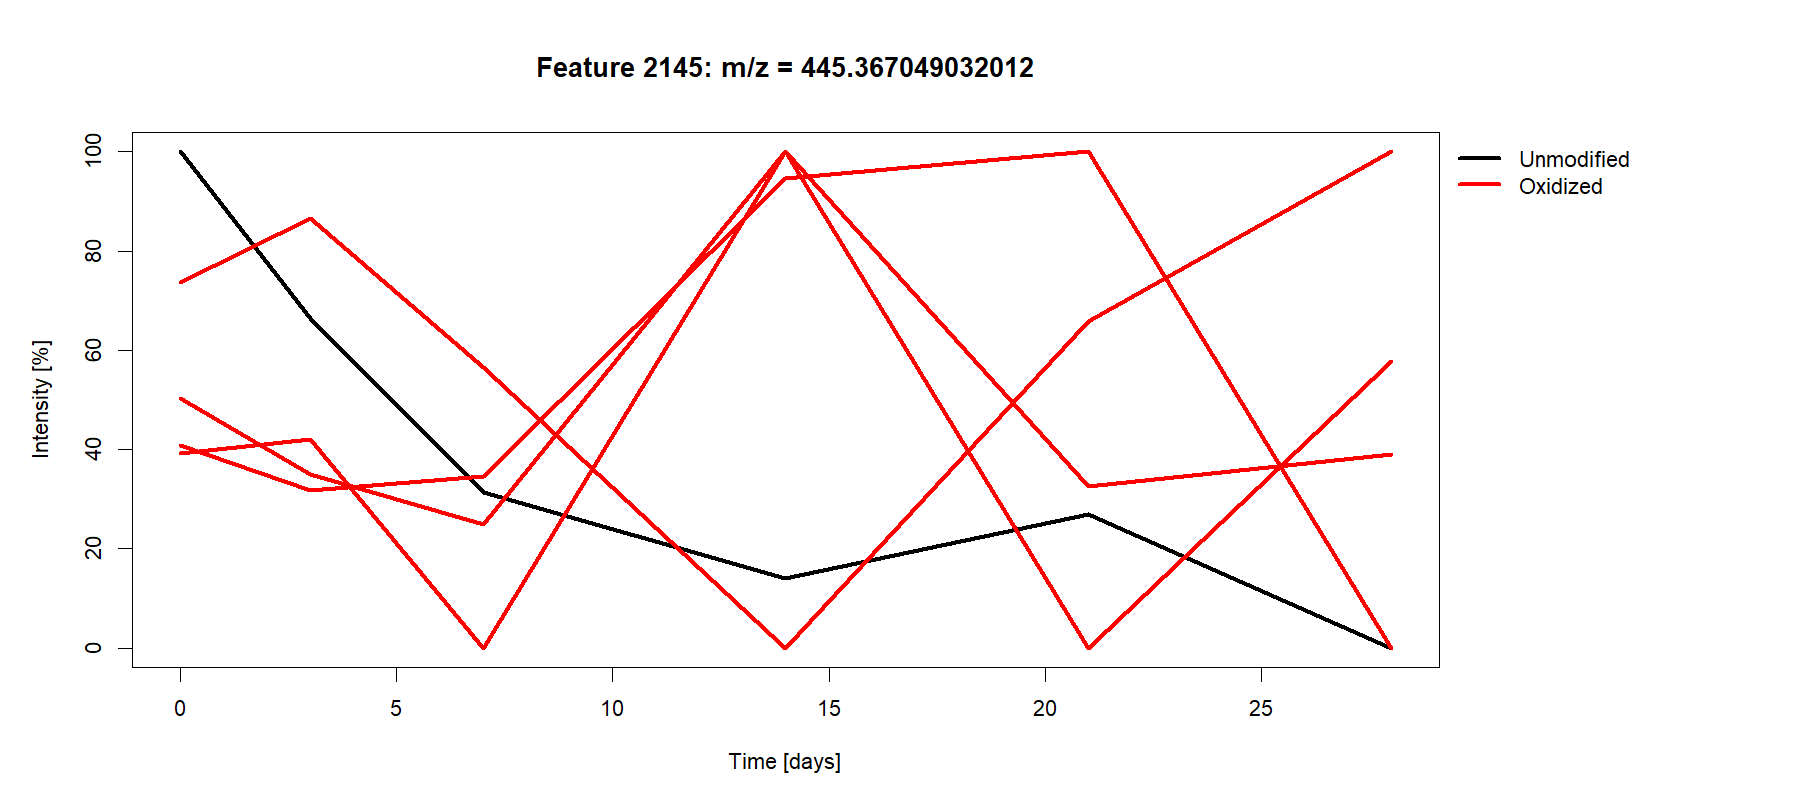 Feature 2145: m/z = 445.367049032012
Unmodified
Oxidized
Intensity [%]
100
80
60
40
20
0
0 5 10 15 20 25
Time [days]